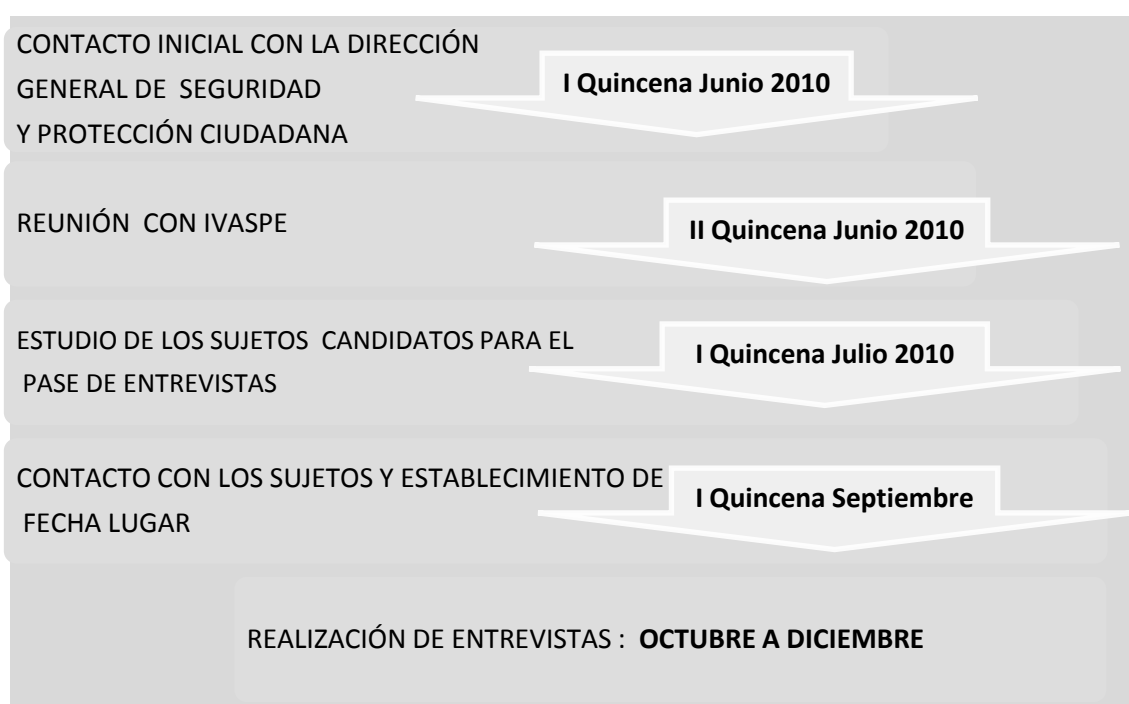 CONTACTO INICIAL CON LA DIRECCIÓN
GENERAL DE SEGURIDAD
Y PROTECCIÓN CIUDADANA
I Quincena Junio 2010
REUNIÓN CON IVASPE
II Quincena Junio 2010
ESTUDIO DE LOS SUJETOS CANDIDATOS PARA EL
PASE DE ENTREVISTAS
I Quincena Julio 2010
CONTACTO CON LOS SUJETOS Y ESTABLECIMIENTO DE
FECHA LUGAR
I Quincena Septiembre
REALIZACIÓN DE ENTREVISTAS : OCTUBRE A DICIEMBRE